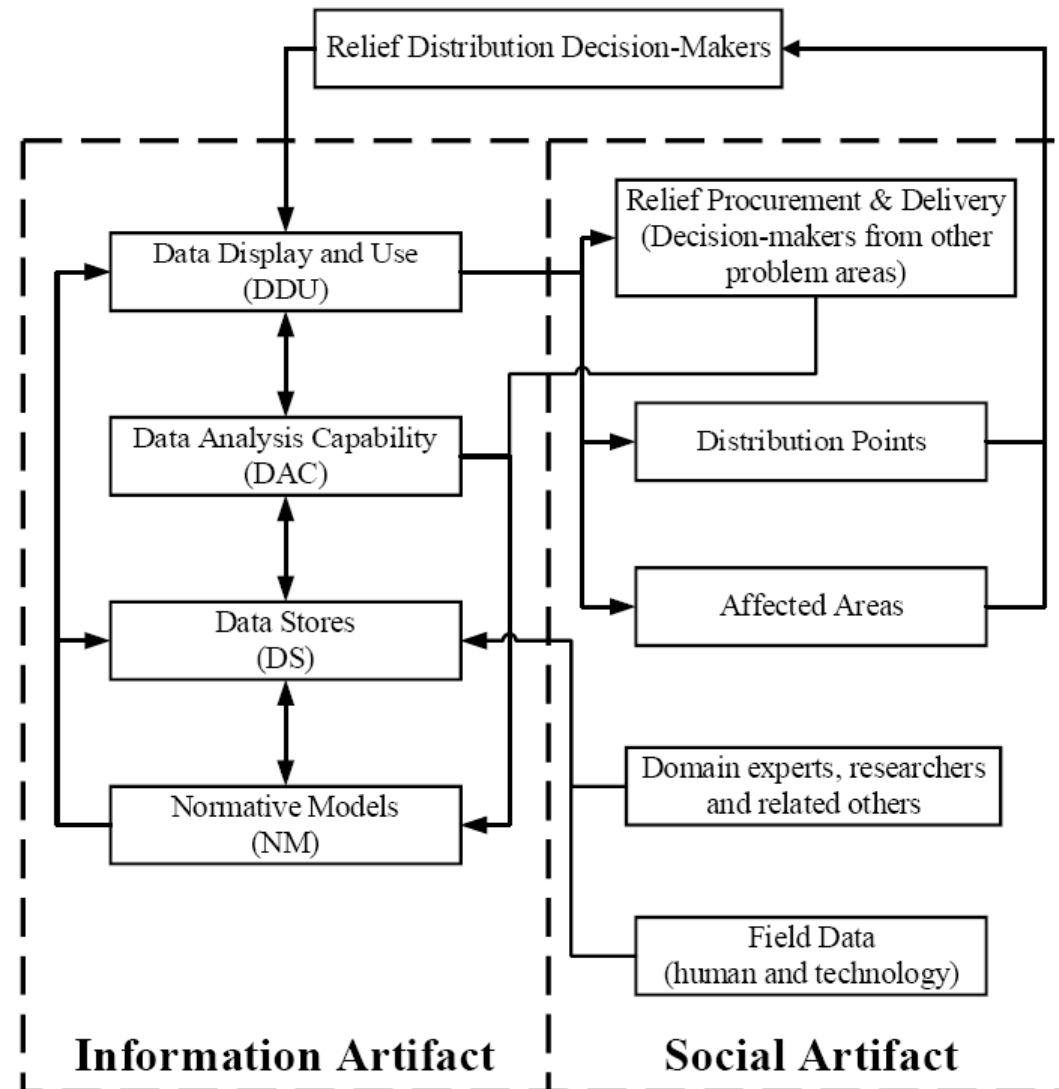 Relief Distribution Decision-Makers
Data Display and Use
(DDU)
Data Analysis Capability
(DAC)
Data Stores
(DS)
Normative Models
(NM)
Information Artifact
Relief Procurement & Delivery
(Decision-makers from other
problem areas)
Distribution Points
Affected Areas
Domain experts, researchers
and related others
Field Data
(human and technology)
Social Artifact